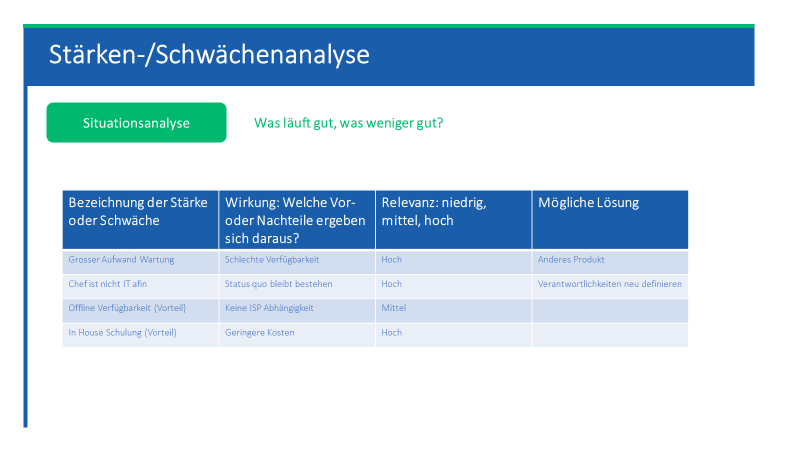 Stärken-/Schwächenanalyse
Situationsanalyse
Was läuft gut, was weniger gut?
Bezeichnung der Stärke oder Schwäche
Wirkung: Welche Vor- oder Nachteile ergeben sich daraus?
Relevanz: niedrig, mittel, hoch
Mögliche Lösung
Grosser Aufwand Wartung
Schlechte Verfügbarkeit
Hoch
Anderes Produkt
Chef ist nicht IT afin
Status quo bleibt bestehen
Hoch
Verantwortlichkeiten neu definieren
Offline Verfügbarkeit (Vorteil)
Keine ISP Abhängigkeit
Mittel
In House Schulung (Vorteil)
Geringere Kosten
Hoch